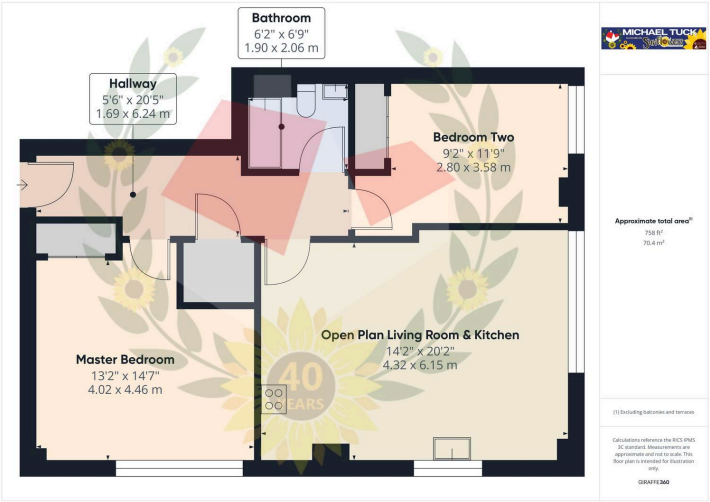 Bathroom
6'2" x 6'9"
1.90 x 2.06 m
Hallway
5'6" x 20'5"
1.69 x 6.24 m
Bedroom Two
9'2" x 11'9"
2.80 x 3.58 m
Open Plan Living Room & Kitchen
14'2" x 20'2"
4.32 x 6.15 m
Master Bedroom
13'2" x 14'7"
4.02 x 4.46 m
40
YEARS
MICHAEL TUCK
Approximate total area⁽¹⁾
758 ft²
70.4 m²
(1) Excluding balconies and terraces
Calculations reference the RICS IPMS
3C standard. Measurements are
approximate and not to scale. This
floor plan is intended for illustration
only.
GIRAFFE360